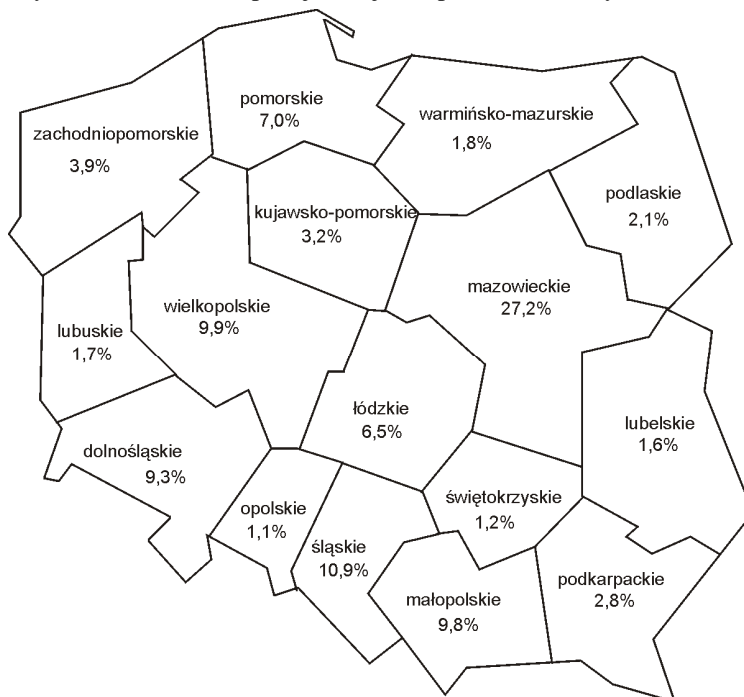 pomorskie
7,0%
warmińsko-mazurskie
1,8%
zachodniopomorskie
3,9%
podlaskie
2,1%
kujawsko-pomorskie
3,2%
mazowieckie
27,2%
wielkopolskie
9,9%
lubuskie
1,7%
łódzkie
6,5%
lubelskie
1,6%
dolnośląskie
9,3%
świętokrzyskie
1,2%
opolskie
1,1%
śląskie
10,9%
podkarpackie
2,8%
małopolskie
9,8%